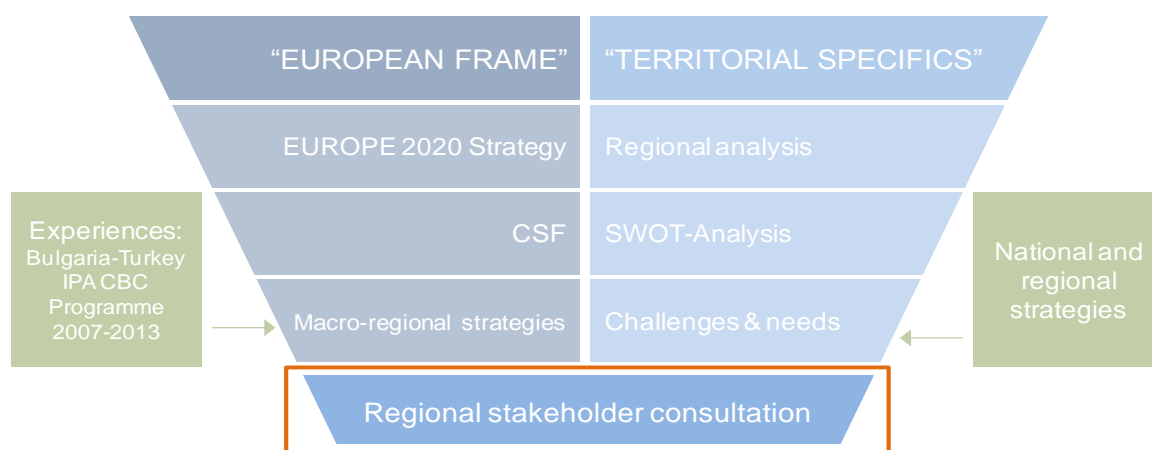 “EUROPEAN FRAME”
“TERRITORIAL SPECIFICS”
EUROPE 2020 Strategy
Regional analysis
CSF
SWOT-Analysis
Macro-regional strategies
Challenges & needs
Experiences:
Bulgaria-Turkey
IPA CBC
Programme
2007-2013
National and
regional
strategies
Regional stakeholder consultation